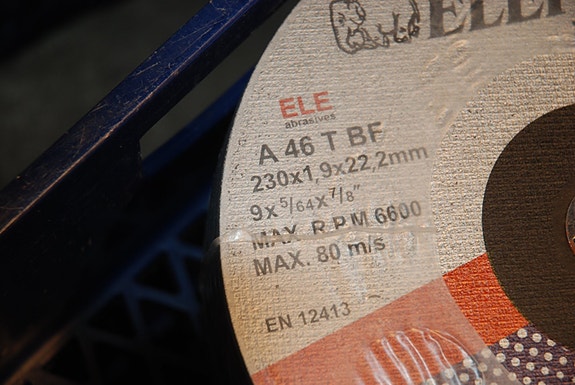 ELE
abrasives
A 46 T BF
230x1,9x22,2mm
9x5/64x7/8"
MAX. R.P.M 6600
MAX. 80 m/s
EN 12413